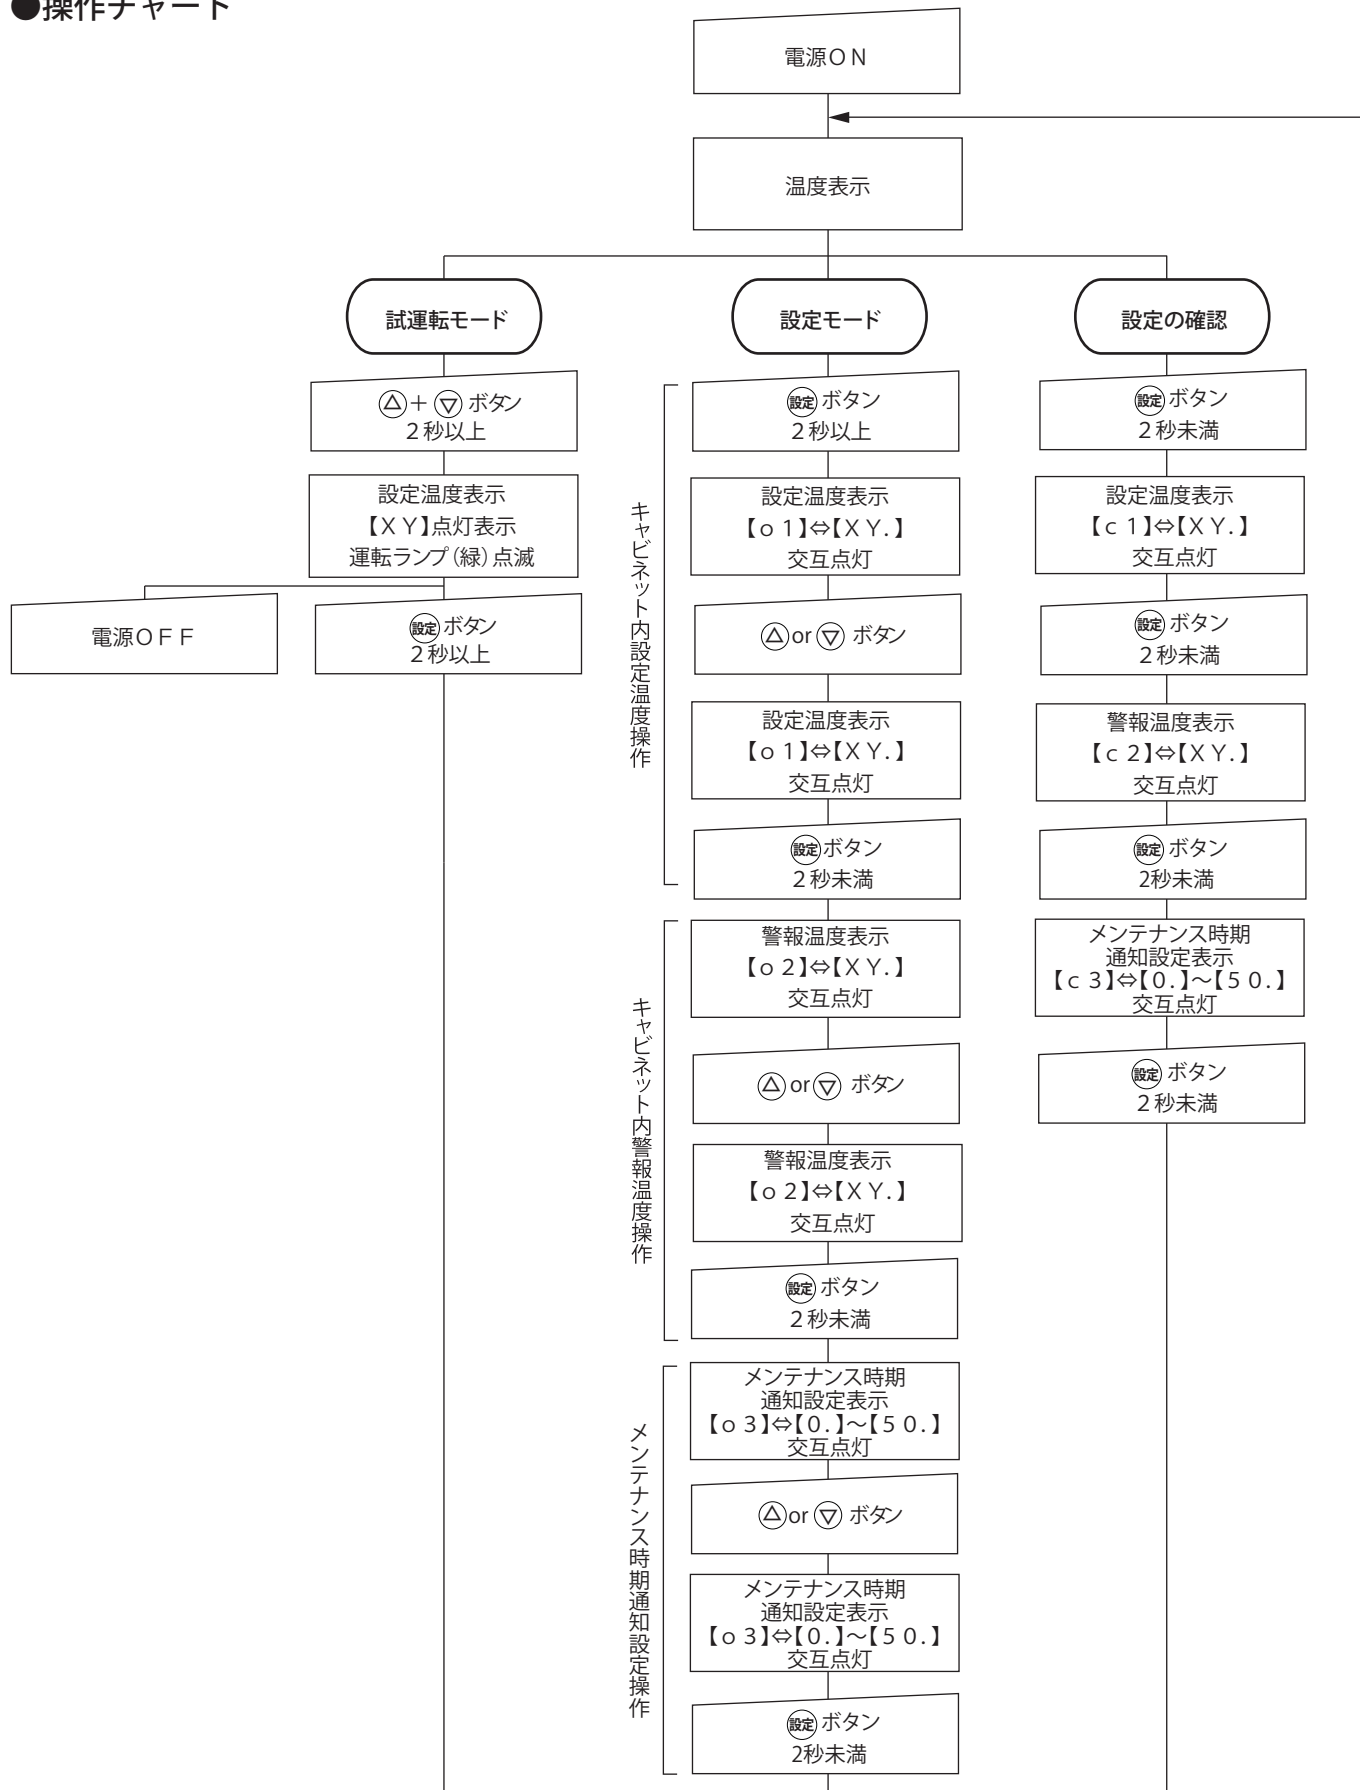 ●操作チャート
電源ON
温度表示
試運転モード
△+▽ ボタン
2秒以上
設定温度表示
【XY】点灯表示
運転ランプ(緑)点滅
電源OFF
設定 ボタン
2秒以上
設定モード
キャビネット内設定温度操作
設定 ボタン
2秒以上
設定温度表示
【o1】⇔【XY.】
交互点灯
△or▽ ボタン
設定温度表示
【o1】⇔【XY.】
交互点灯
設定 ボタン
2秒未満
キャビネット内警報温度操作
警報温度表示
【o2】⇔【XY.】
交互点灯
△or▽ ボタン
警報温度表示
【o2】⇔【XY.】
交互点灯
設定 ボタン
2秒未満
メンテナンス時期通知設定操作
メンテナンス時期
通知設定表示
【o3】⇔【0.】~【50.】
交互点灯
△or▽ ボタン
メンテナンス時期
通知設定表示
【o3】⇔【0.】~【50.】
交互点灯
設定 ボタン
2秒未満
設定の確認
設定 ボタン
2秒未満
設定温度表示
【c1】⇔【XY.】
交互点灯
設定 ボタン
2秒未満
警報温度表示
【c2】⇔【XY.】
交互点灯
設定 ボタン
2秒未満
メンテナンス時期
通知設定表示
【c3】⇔【0.】~【50.】
交互点灯
設定 ボタン
2秒未満